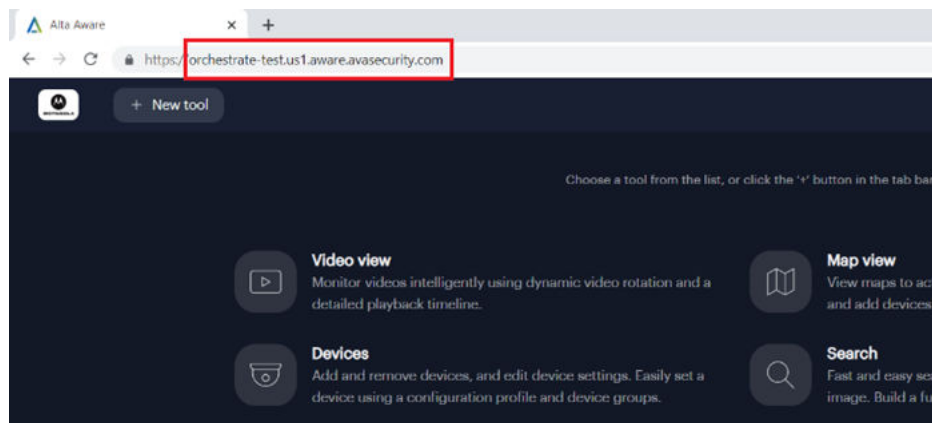 Alta Aware
https://orchestrate-test.us1.aware.avasecurity.com
MOTOROLA
+ New tool
Choose a tool from the list, or click the '+' button in the tab bar
Video view
Monitor videos intelligently using dynamic video rotation and a
detailed playback timeline.
Map view
View maps to ac
and add devices
Devices
Add and remove devices, and edit device settings. Easily set a
device using a configuration profile and device groups.
Search
Fast and easy sea
image. Build a fu